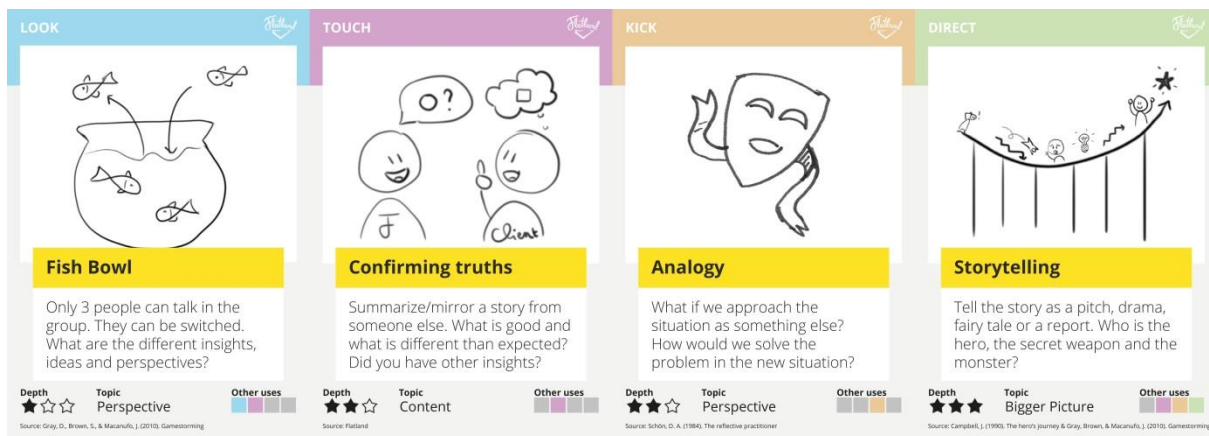 LOOK
Flatland
Fish Bowl
Only 3 people can talk in the
group. They can be switched.
What are the different insights,
ideas and perspectives?
Depth
Topic
Other uses
Perspective
Source: Gray, D., Brown, S., & Macanufo, J. (2010). Gamestorming
TOUCH
Flatland
O?
F
Client
Confirming truths
Summarize/mirror a story from
someone else. What is good and
what is different than expected?
Did you have other insights?
Depth
Topic
Other uses
Content
Source: Flatland
KICK
Flatland
Analogy
What if we approach the
situation as something else?
How would we solve the
problem in the new situation?
Depth
Topic
Other uses
Perspective
Source: Schön, D. A. (1984). The reflective practitioner
DIRECT
Flatland
Storytelling
Tell the story as a pitch, drama,
fairy tale or a report. Who is the
hero, the secret weapon and the
monster?
Depth
Topic
Other uses
Bigger Picture
Source: Campbell, J. (1990). The hero's journey & Gray, Brown, & Macanufo, J. (2010). Gamestorming